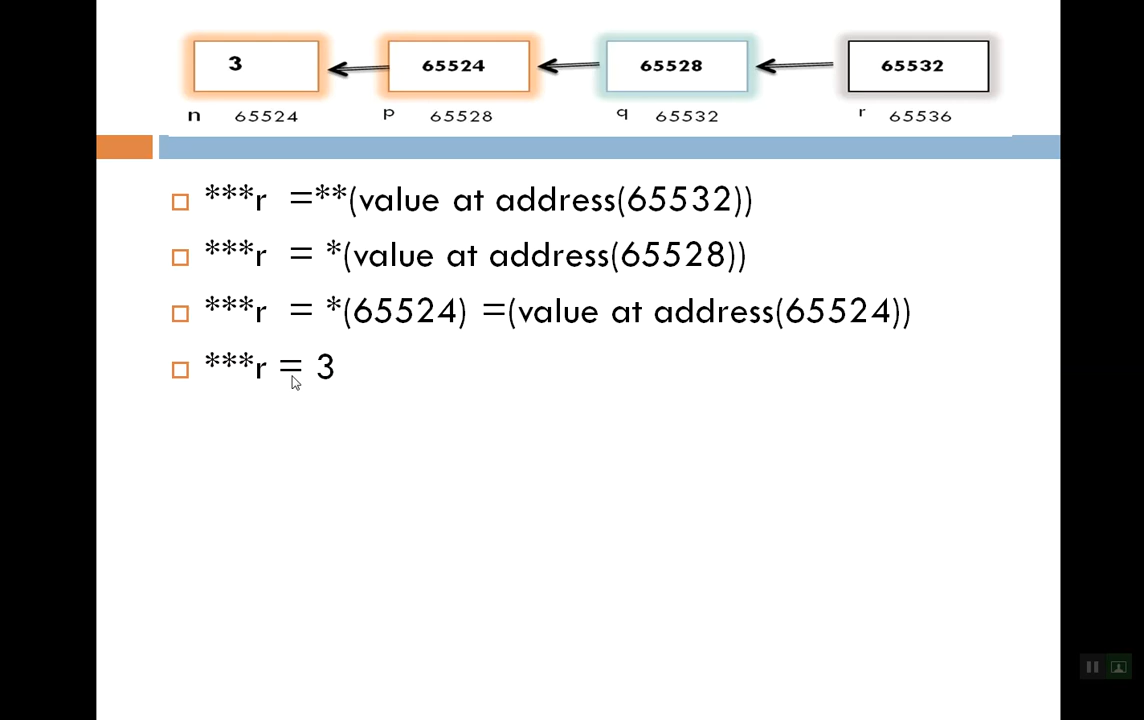 3 65524 65528 65532
n 65524 p 65528 q 65532 r 65536
***r =**(value at address(65532))
***r = *(value at address(65528))
***r = *(65524) =(value at address(65524))
***r = 3